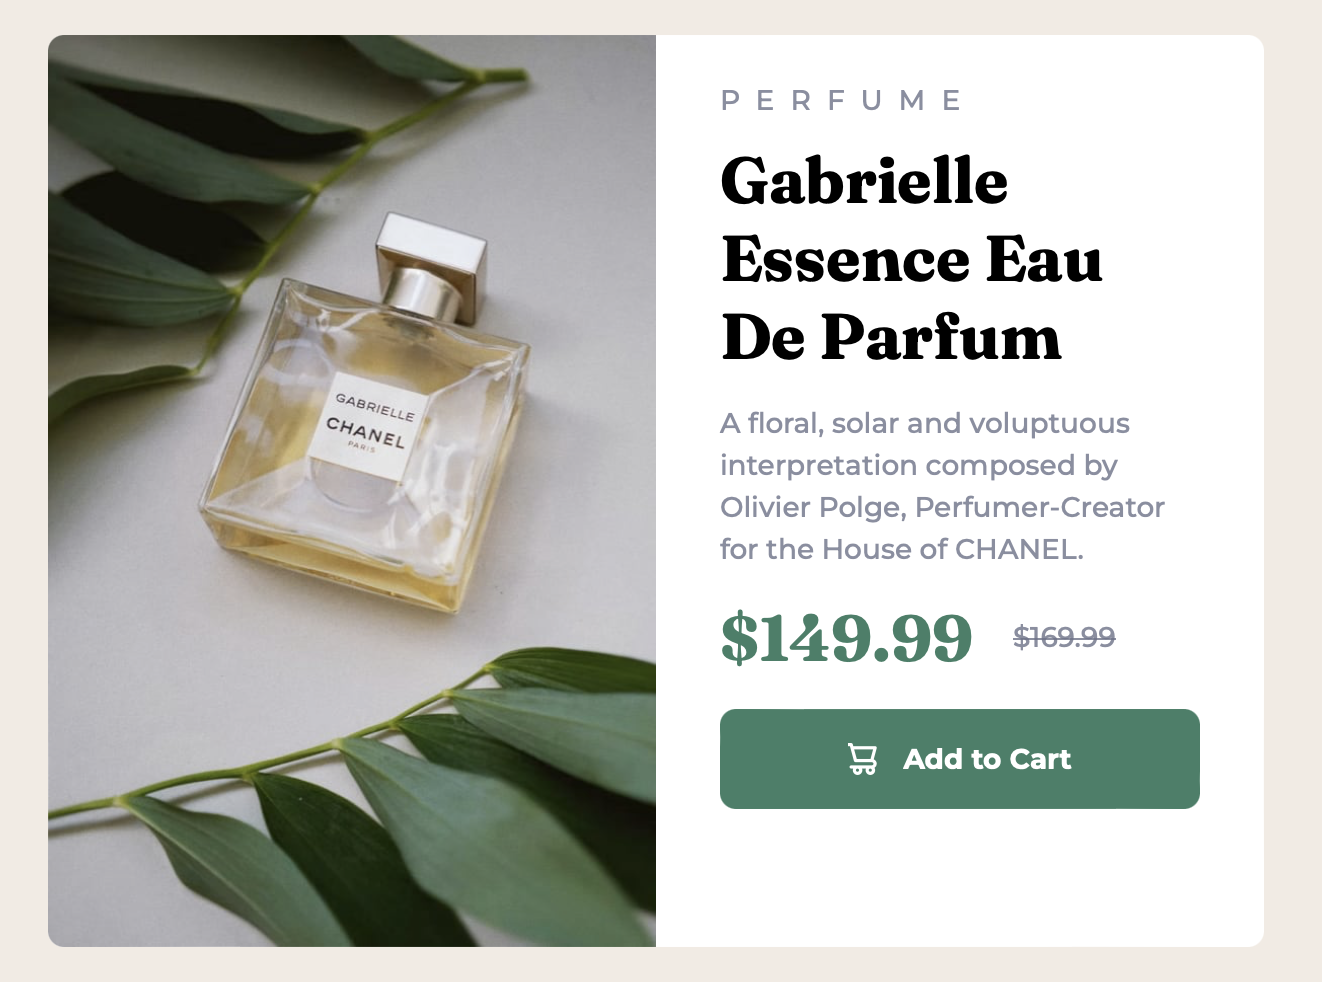 GABRIELLE
CHANEL
PARIS
PERFUME
Gabrielle
Essence Eau
De Parfum
A floral, solar and voluptuous
interpretation composed by
Olivier Polge, Perfumer-Creator
for the House of CHANEL.
$149.99 $169.99
Add to Cart